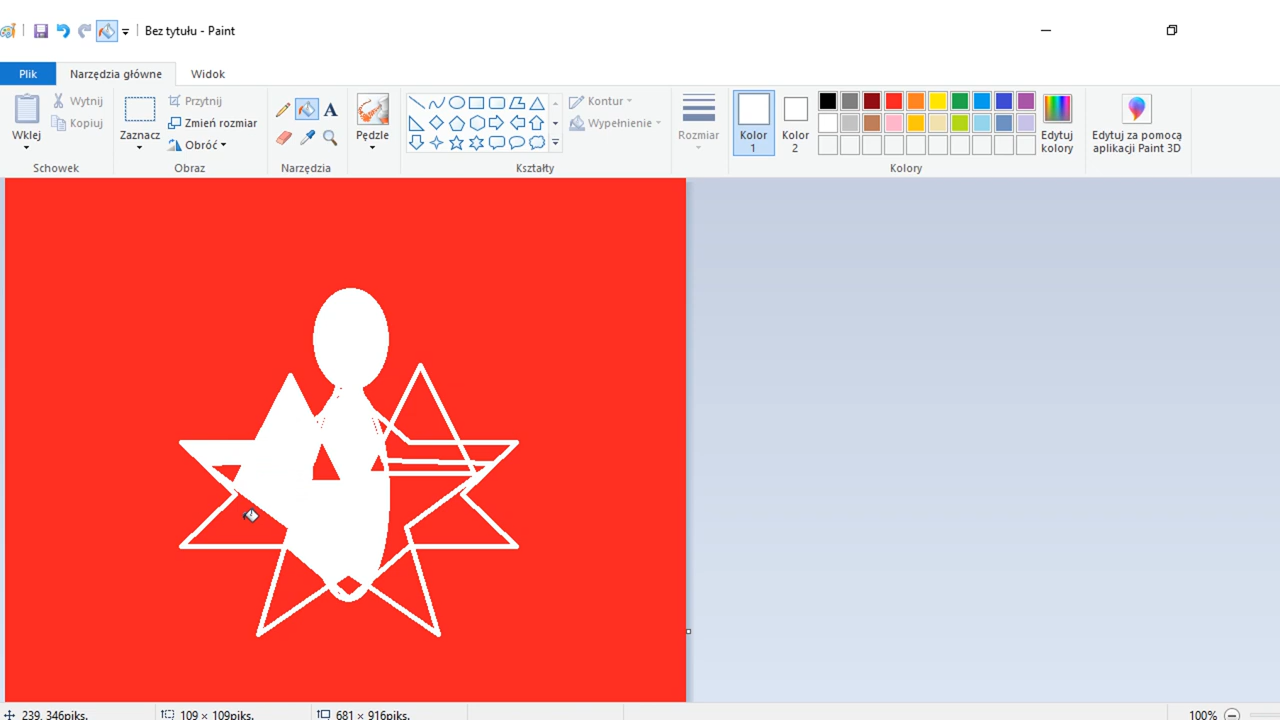 Bez tytułu - Paint
Plik Narzędzia główne Widok
Wklej
Wytnij
Kopiuj
Schowek
Zaznacz
Przytnij
Zmień rozmiar
Obróć
Obraz
A
Narzędzia
Pędzle
Kontur
Wypełnienie
Kształty
Rozmiar
Kolor 1
Kolor 2
Edytuj kolory
Kolory
Edytuj za pomocą aplikacji Paint 3D
239, 346piks. 109 × 109piks. 681 × 916piks. 100%